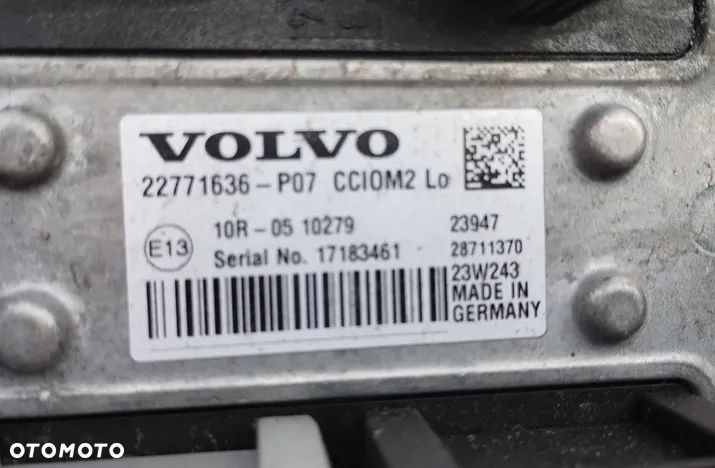 VOLVO
22771636-P07 CCIOM2 Lo
E13
10R-05 10279
23947
Serial No. 17183461
28711370
23W243
MADE IN
GERMANY
OTOMOTO